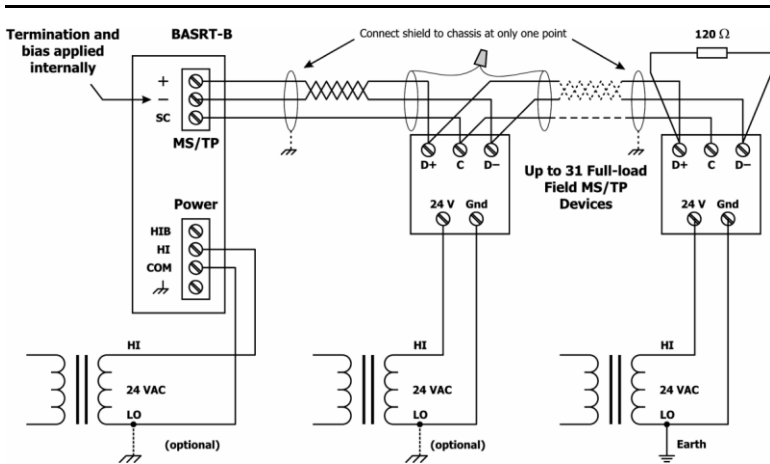 Termination and
bias applied
internally
BASRT-B
Connect shield to chassis at only one point
120 Ω
+
−
SC
MS/TP
D+ C D−
D+ C D−
Up to 31 Full-load
Field MS/TP
Devices
24 V Gnd
24 V Gnd
Power
HIB
HI
COM
HI
24 VAC
LO
(optional)
HI
24 VAC
LO
(optional)
HI
24 VAC
LO
Earth